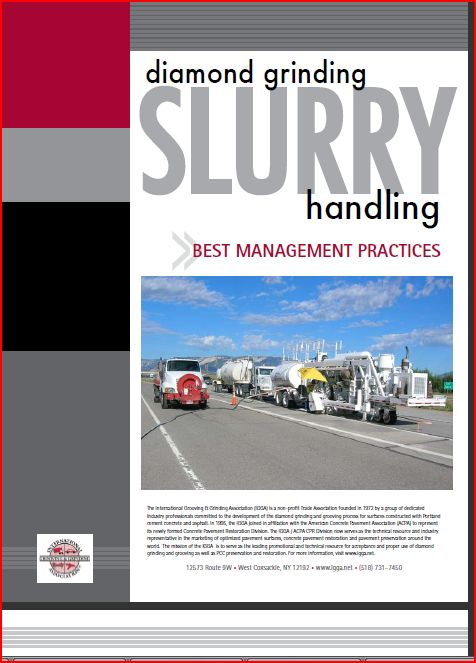 diamond grinding
SLURRY
handling
BEST MANAGEMENT PRACTICES
The International Grooving & Grinding Association (IGGA) is a non-profit Trade Association founded in 1972 by a group of dedicated
industry professionals committed to the development of the diamond grinding and grooving process for surfaces constructed with Portland
cement concrete and asphalt. In 1995, the IGGA joined in affiliation with the American Concrete Pavement Association (ACPA) to represent
its newly formed Concrete Pavement Restoration Division. The IGGA / ACPA CPR Division now serves as the technical resource and industry
representative in the marketing of optimized pavement surfaces, concrete pavement restoration and pavement preservation around the
world. The mission of the IGGA is to serve as the leading promotional and technical resource for acceptance and proper use of diamond
grinding and grooving as well as PCC preservation and restoration. For more information, visit www.igga.net.
12573 Route 9W • West Coxsackie, NY 12192 • www.igga.net • (518) 731-7450
INTERNATIONAL
GROOVING & GRINDING
ASSOCIATION